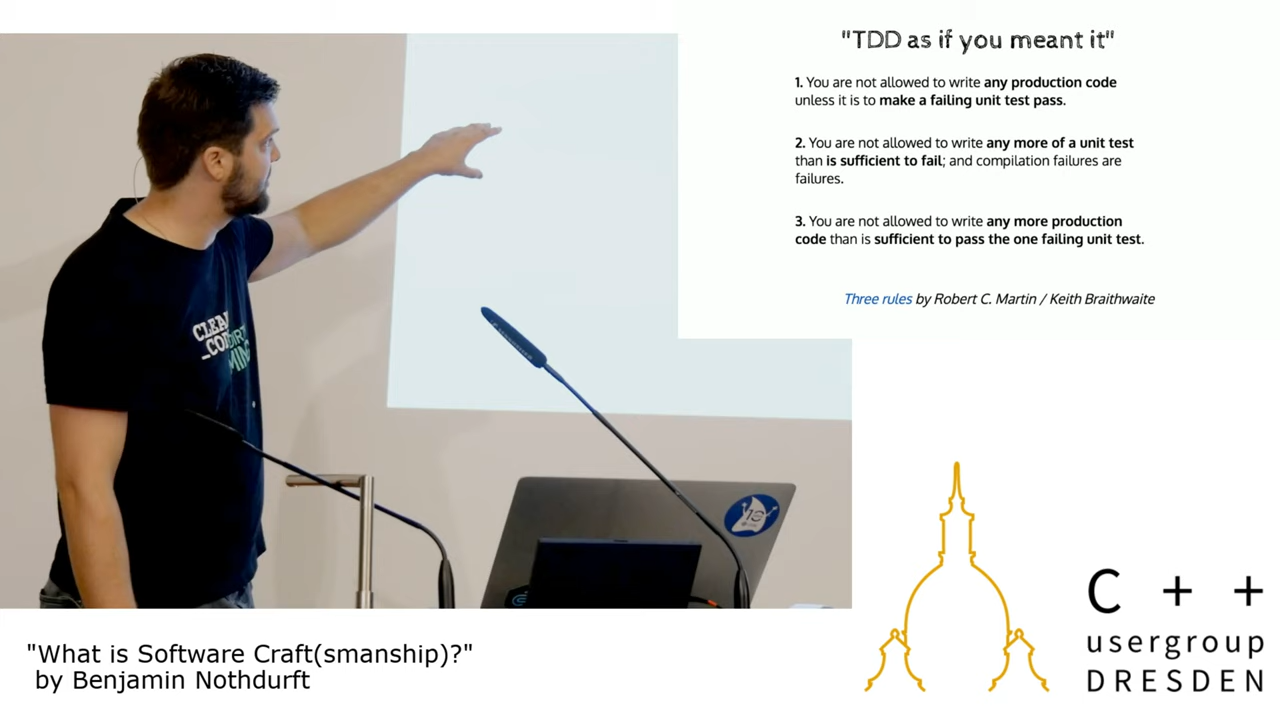 "TDD as if you meant it"
1. You are not allowed to write any production code
unless it is to make a failing unit test pass.
2. You are not allowed to write any more of a unit test
than is sufficient to fail; and compilation failures are
failures.
3. You are not allowed to write any more production
code than is sufficient to pass the one failing unit test.
Three rules by Robert C. Martin / Keith Braithwaite
CLEAN
_CODE
10
C + +
usergroup
DRESDEN
"What is Software Craft(smanship)?"
by Benjamin Nothdurft